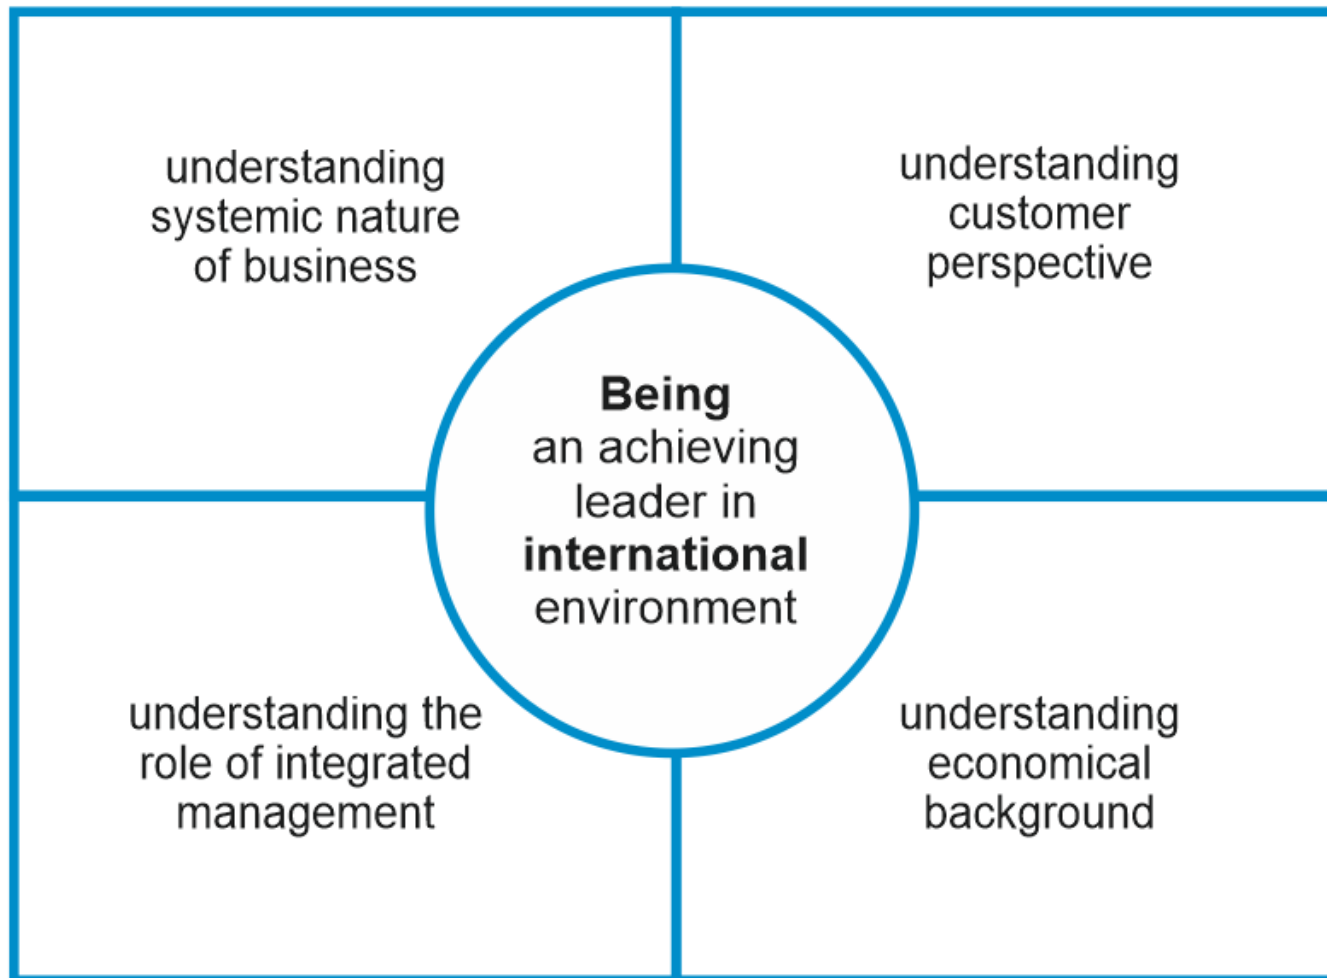 understanding
systemic nature
of business
understanding
customer
perspective
Being
an achieving
leader in
international
environment
understanding the
role of integrated
management
understanding
economical
background